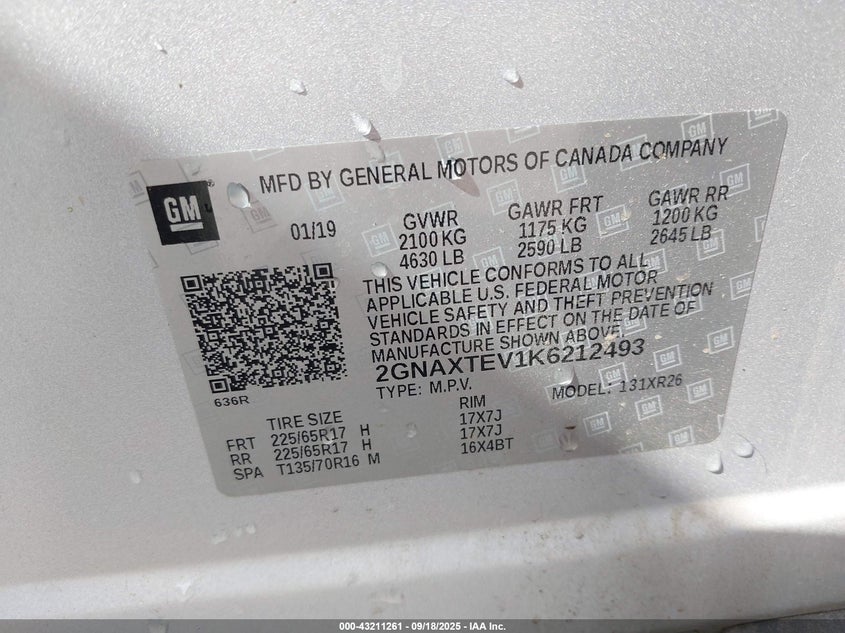 MFD BY GENERAL MOTORS OF CANADA COMPANY
GM
01/19
GVWR
2100 KG
4630 LB
GAWR FRT
1175 KG
2590 LB
GAWR RR
1200 KG
2645 LB
THIS VEHICLE CONFORMS TO ALL
APPLICABLE U.S. FEDERAL MOTOR
VEHICLE SAFETY AND THEFT PREVENTION
STANDARDS IN EFFECT ON THE DATE OF
MANUFACTURE SHOWN ABOVE.
2GNAXTEV1K6212493
TYPE: M.P.V. MODEL: 131XR26
636R
TIRE SIZE RIM
FRT 225/65R17 H 17X7J
RR 225/65R17 H 17X7J
SPA T135/70R16 M 16X4BT
000-43211261 - 09/18/2025 - IAA Inc.